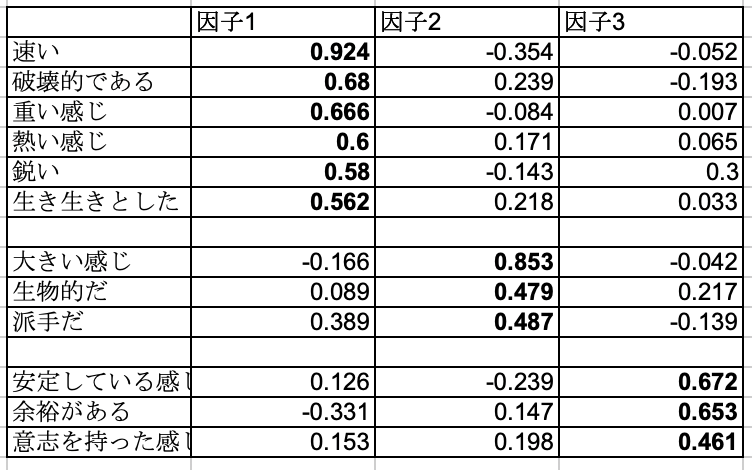 因子1 因子2 因子3
速い 0.924 -0.354 -0.052
破壊的である 0.68 0.239 -0.193
重い感じ 0.666 -0.084 0.007
熱い感じ 0.6 0.171 0.065
鋭い 0.58 -0.143 0.3
生き生きとした 0.562 0.218 0.033
大きい感じ -0.166 0.853 -0.042
生物的だ 0.089 0.479 0.217
派手だ 0.389 0.487 -0.139
安定している感じ 0.126 -0.239 0.672
余裕がある -0.331 0.147 0.653
意志を持った感じ 0.153 0.198 0.461